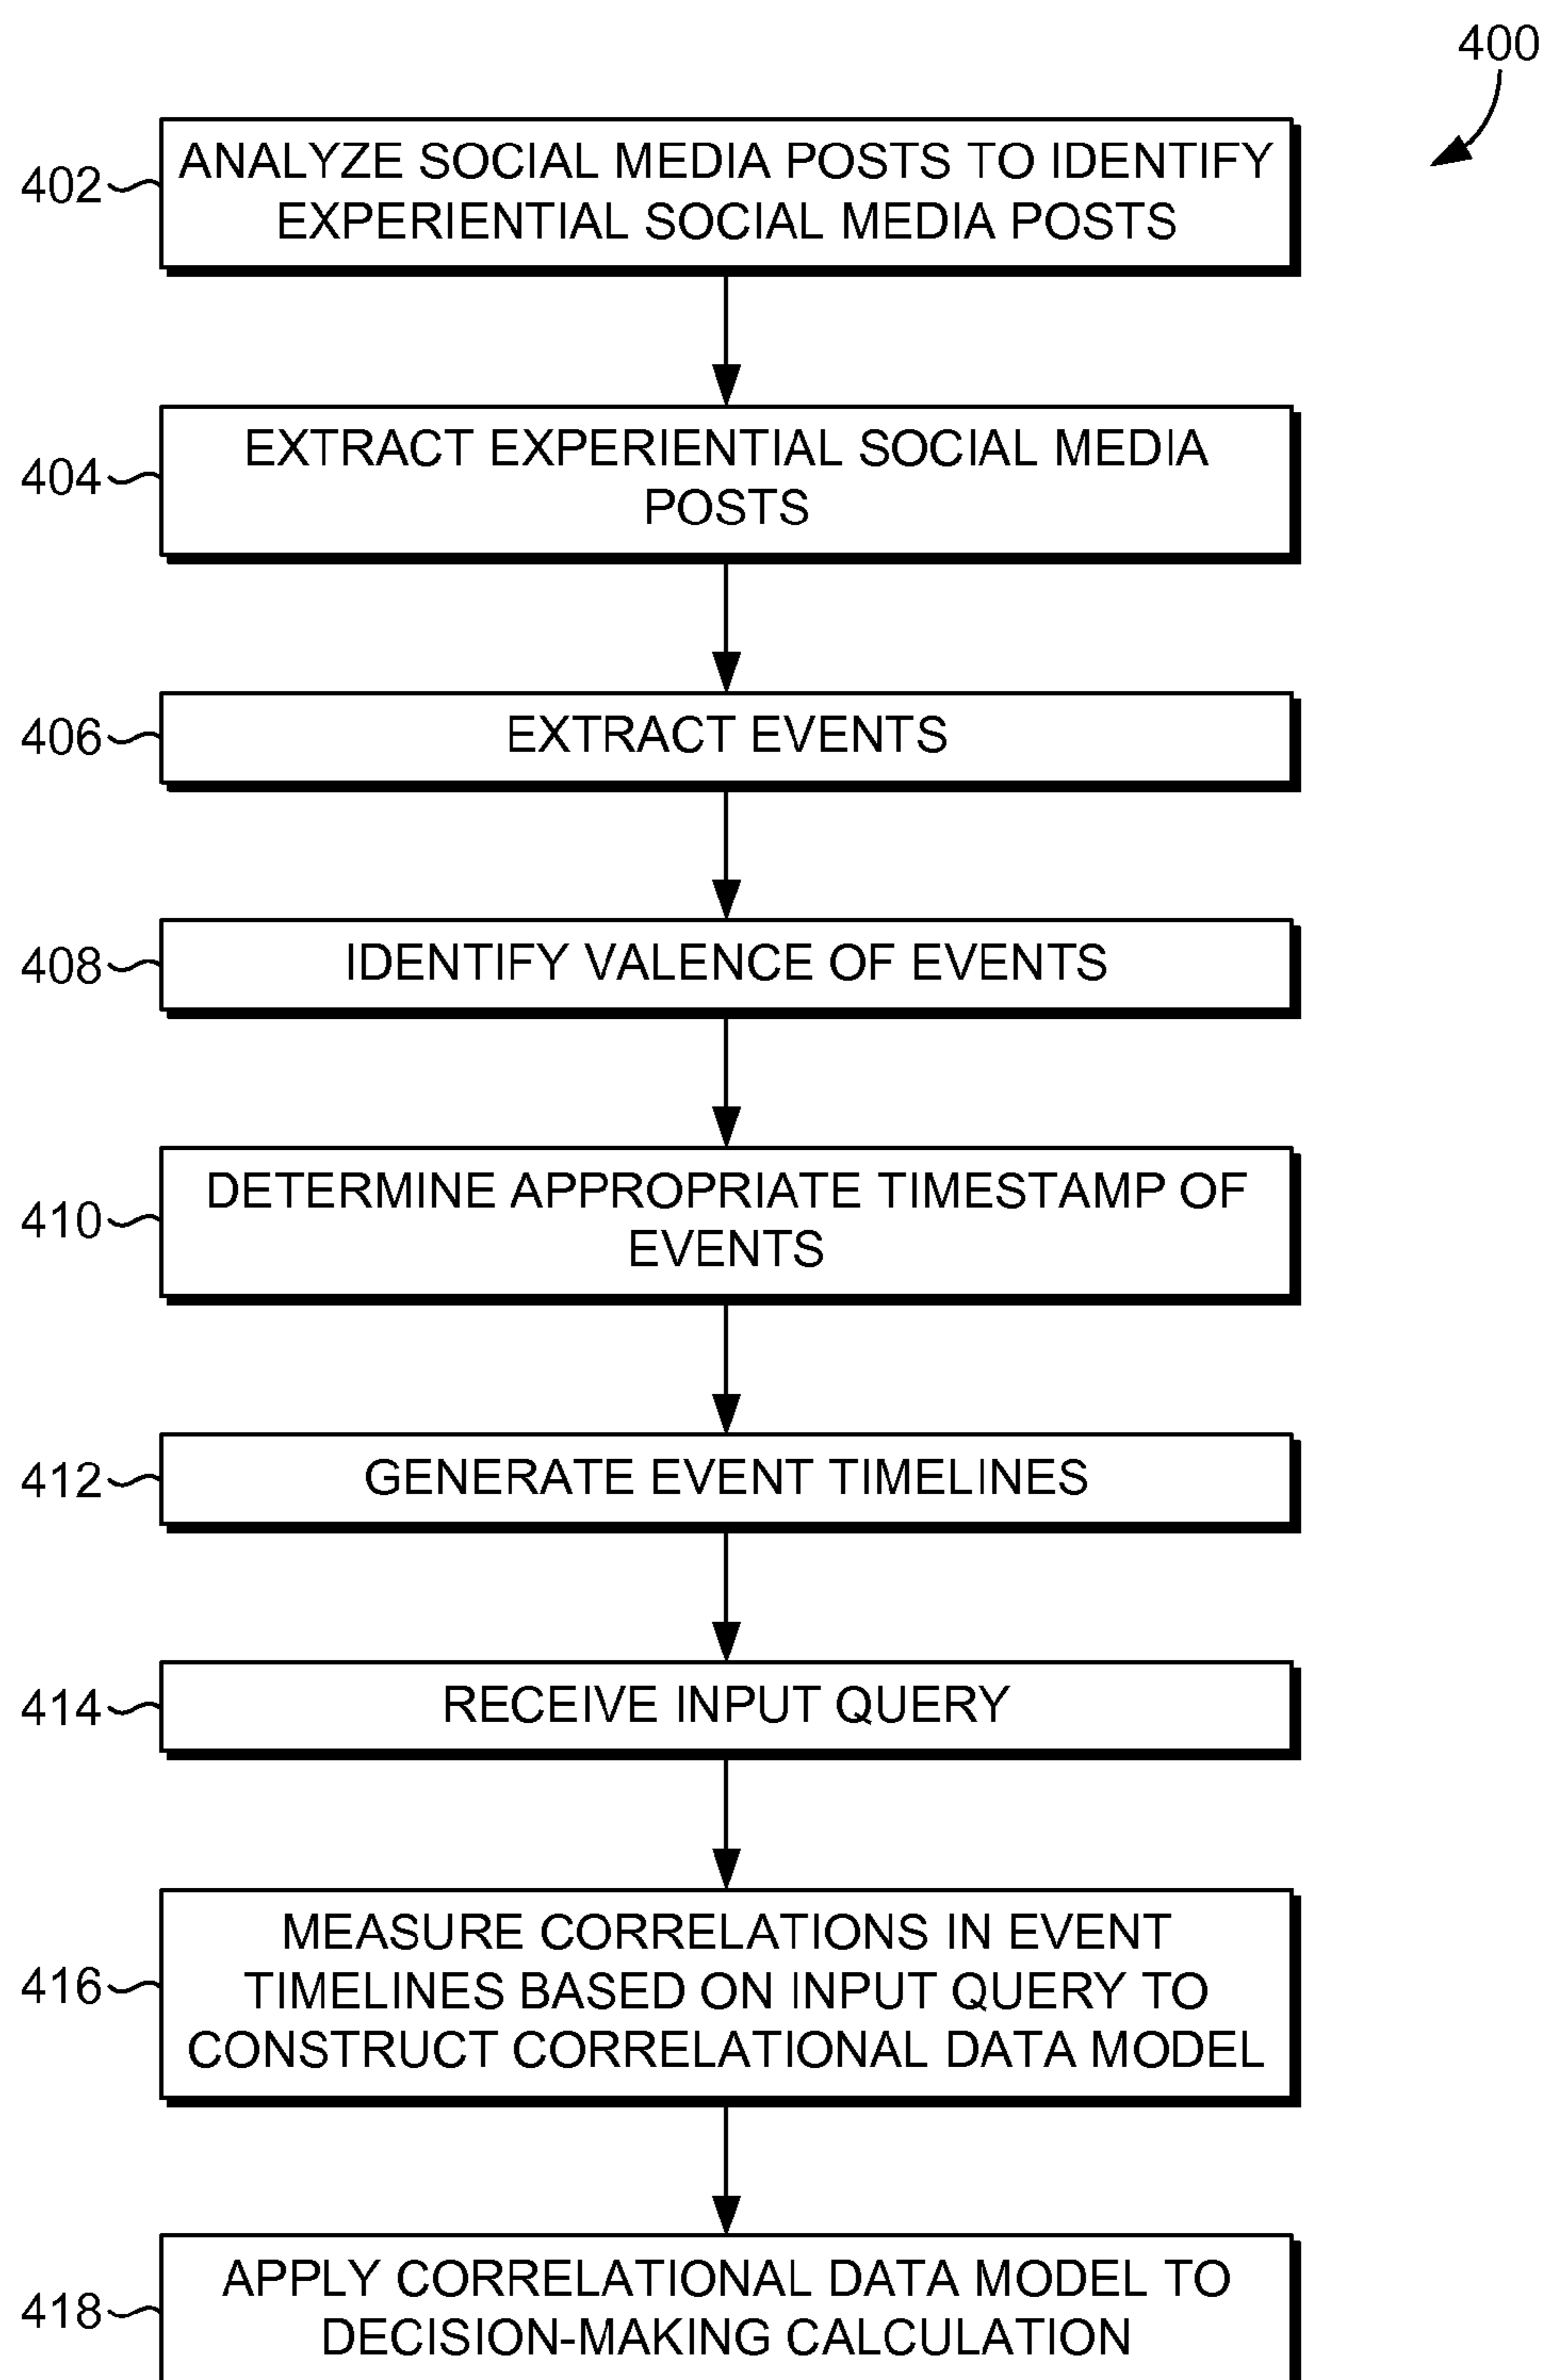 400
402
ANALYZE SOCIAL MEDIA POSTS TO IDENTIFY
EXPERIENTIAL SOCIAL MEDIA POSTS
404
EXTRACT EXPERIENTIAL SOCIAL MEDIA
POSTS
406
EXTRACT EVENTS
408
IDENTIFY VALENCE OF EVENTS
410
DETERMINE APPROPRIATE TIMESTAMP OF
EVENTS
412
GENERATE EVENT TIMELINES
414
RECEIVE INPUT QUERY
416
MEASURE CORRELATIONS IN EVENT
TIMELINES BASED ON INPUT QUERY TO
CONSTRUCT CORRELATIONAL DATA MODEL
418
APPLY CORRELATIONAL DATA MODEL TO
DECISION-MAKING CALCULATION